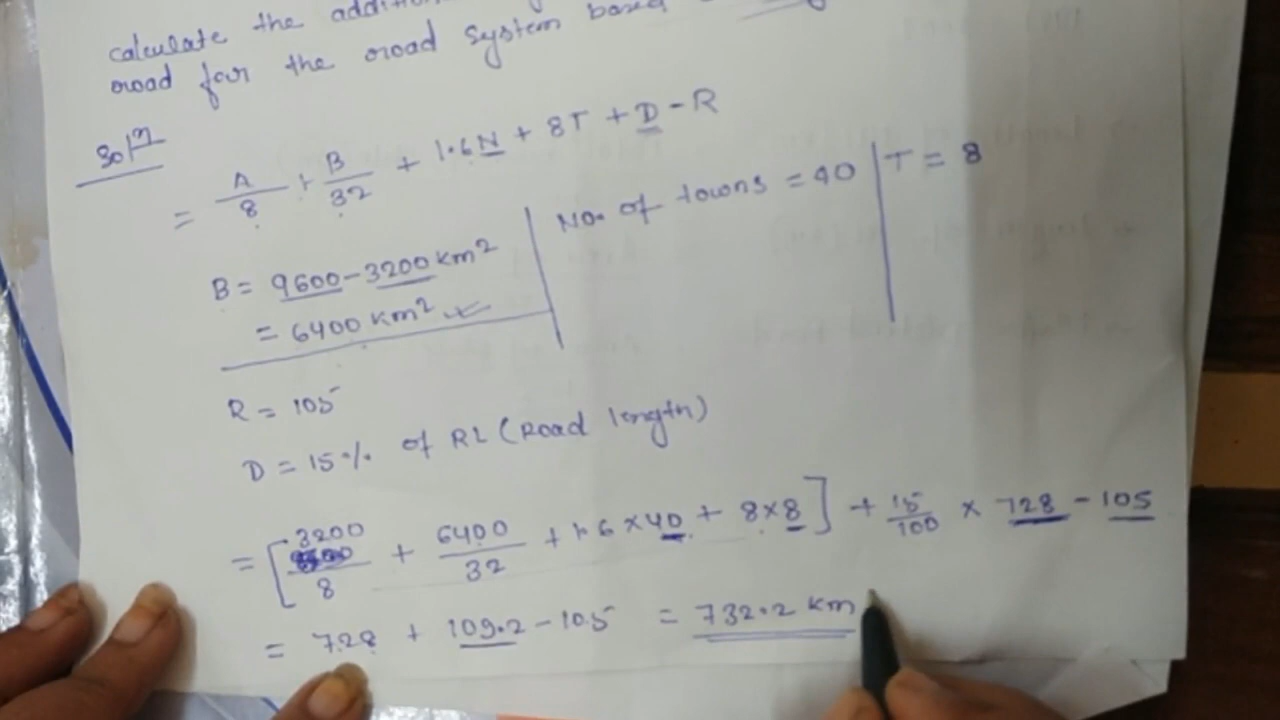 calculate the
road for the road system based
Sol^n
= A/8 + B/32 + 1.6N + 8T + D - R
B = 9600 - 3200 km²
= 6400 km²
No. of towns = 40
T = 8
R = 105
D = 15% of RL (Road length)
= [3200/8 + 6400/32 + 1.6 × 40 + 8 × 8] + 15/100 × 728 - 105
= 728 + 109.2 - 105 = 732.2 km